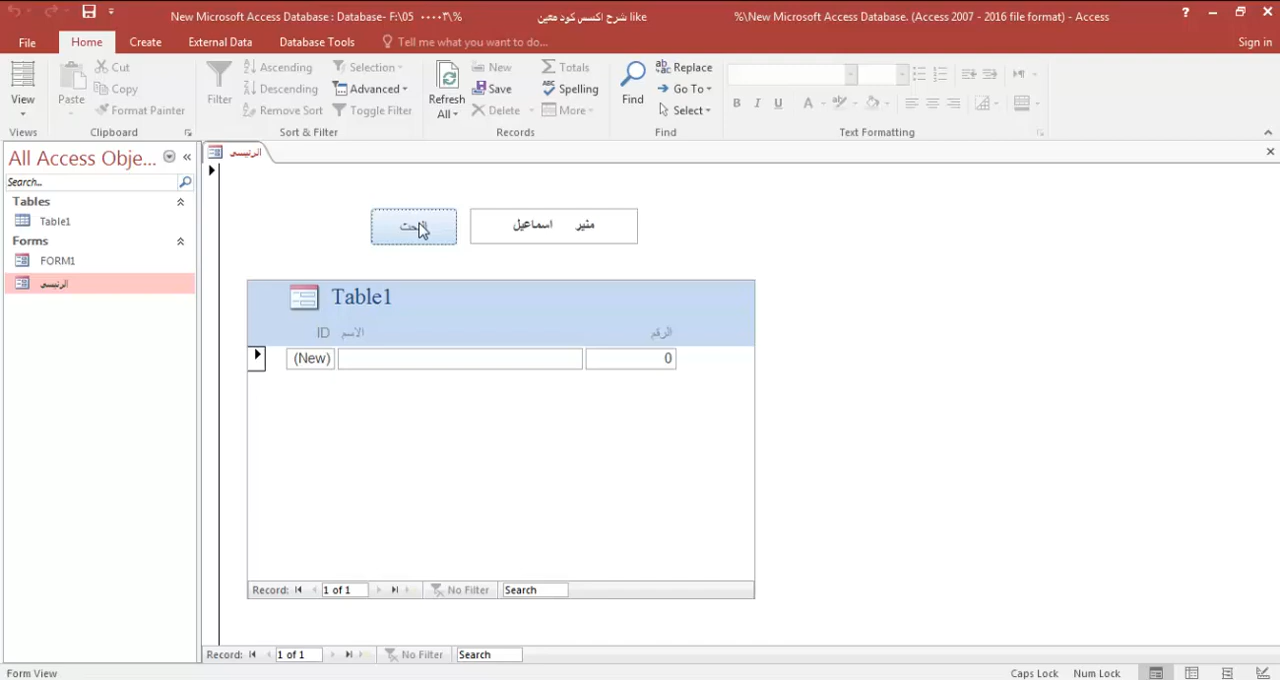 New Microsoft Access Database : Database- F:\05 ٠٠٠٠٣\% شرح اكسس كود معين like %\New Microsoft Access Database. (Access 2007 - 2016 file format) - Access
File Home Create External Data Database Tools Tell me what you want to do... Sign in
View Paste Cut Copy Format Painter Filter Ascending Descending Remove Sort Selection Advanced Toggle Filter Refresh All New Save Delete Totals Spelling More Find Replace Go To Select
Views Clipboard Sort & Filter Records Find Text Formatting
All Access Obje...
Search...
Tables
Table1
Forms
FORM1
الرئيسى
الرئيسى
منير اسماعيل
Table1
ID الاسم الرقم
(New) 0
Record: 1 of 1 No Filter Search
Record: 1 of 1 No Filter Search
Form View Caps Lock Num Lock